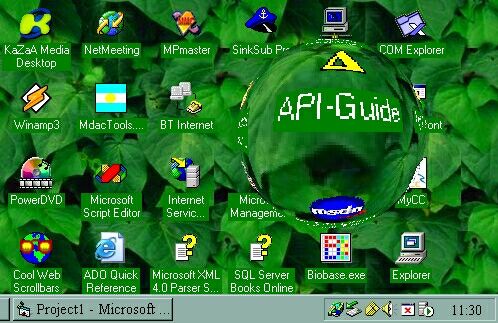 KaZaA Media
Desktop
NetMeeting
MPmaster
SinkSub Pr
COM Explorer
API-Guide
Winamp3
MdacTools....
BT Internet
ont
PowerDVD
Microsoft
Script Editor
Internet
Servic...
Micros
Managem..
msdn
MyCC
Cool Web
Scrollbars
ADO Quick
Reference
Microsoft XML
4.0 Parser S...
SQL Server
Books Online
Biobase.exe
Explorer
Project1 - Microsoft ...
11:30